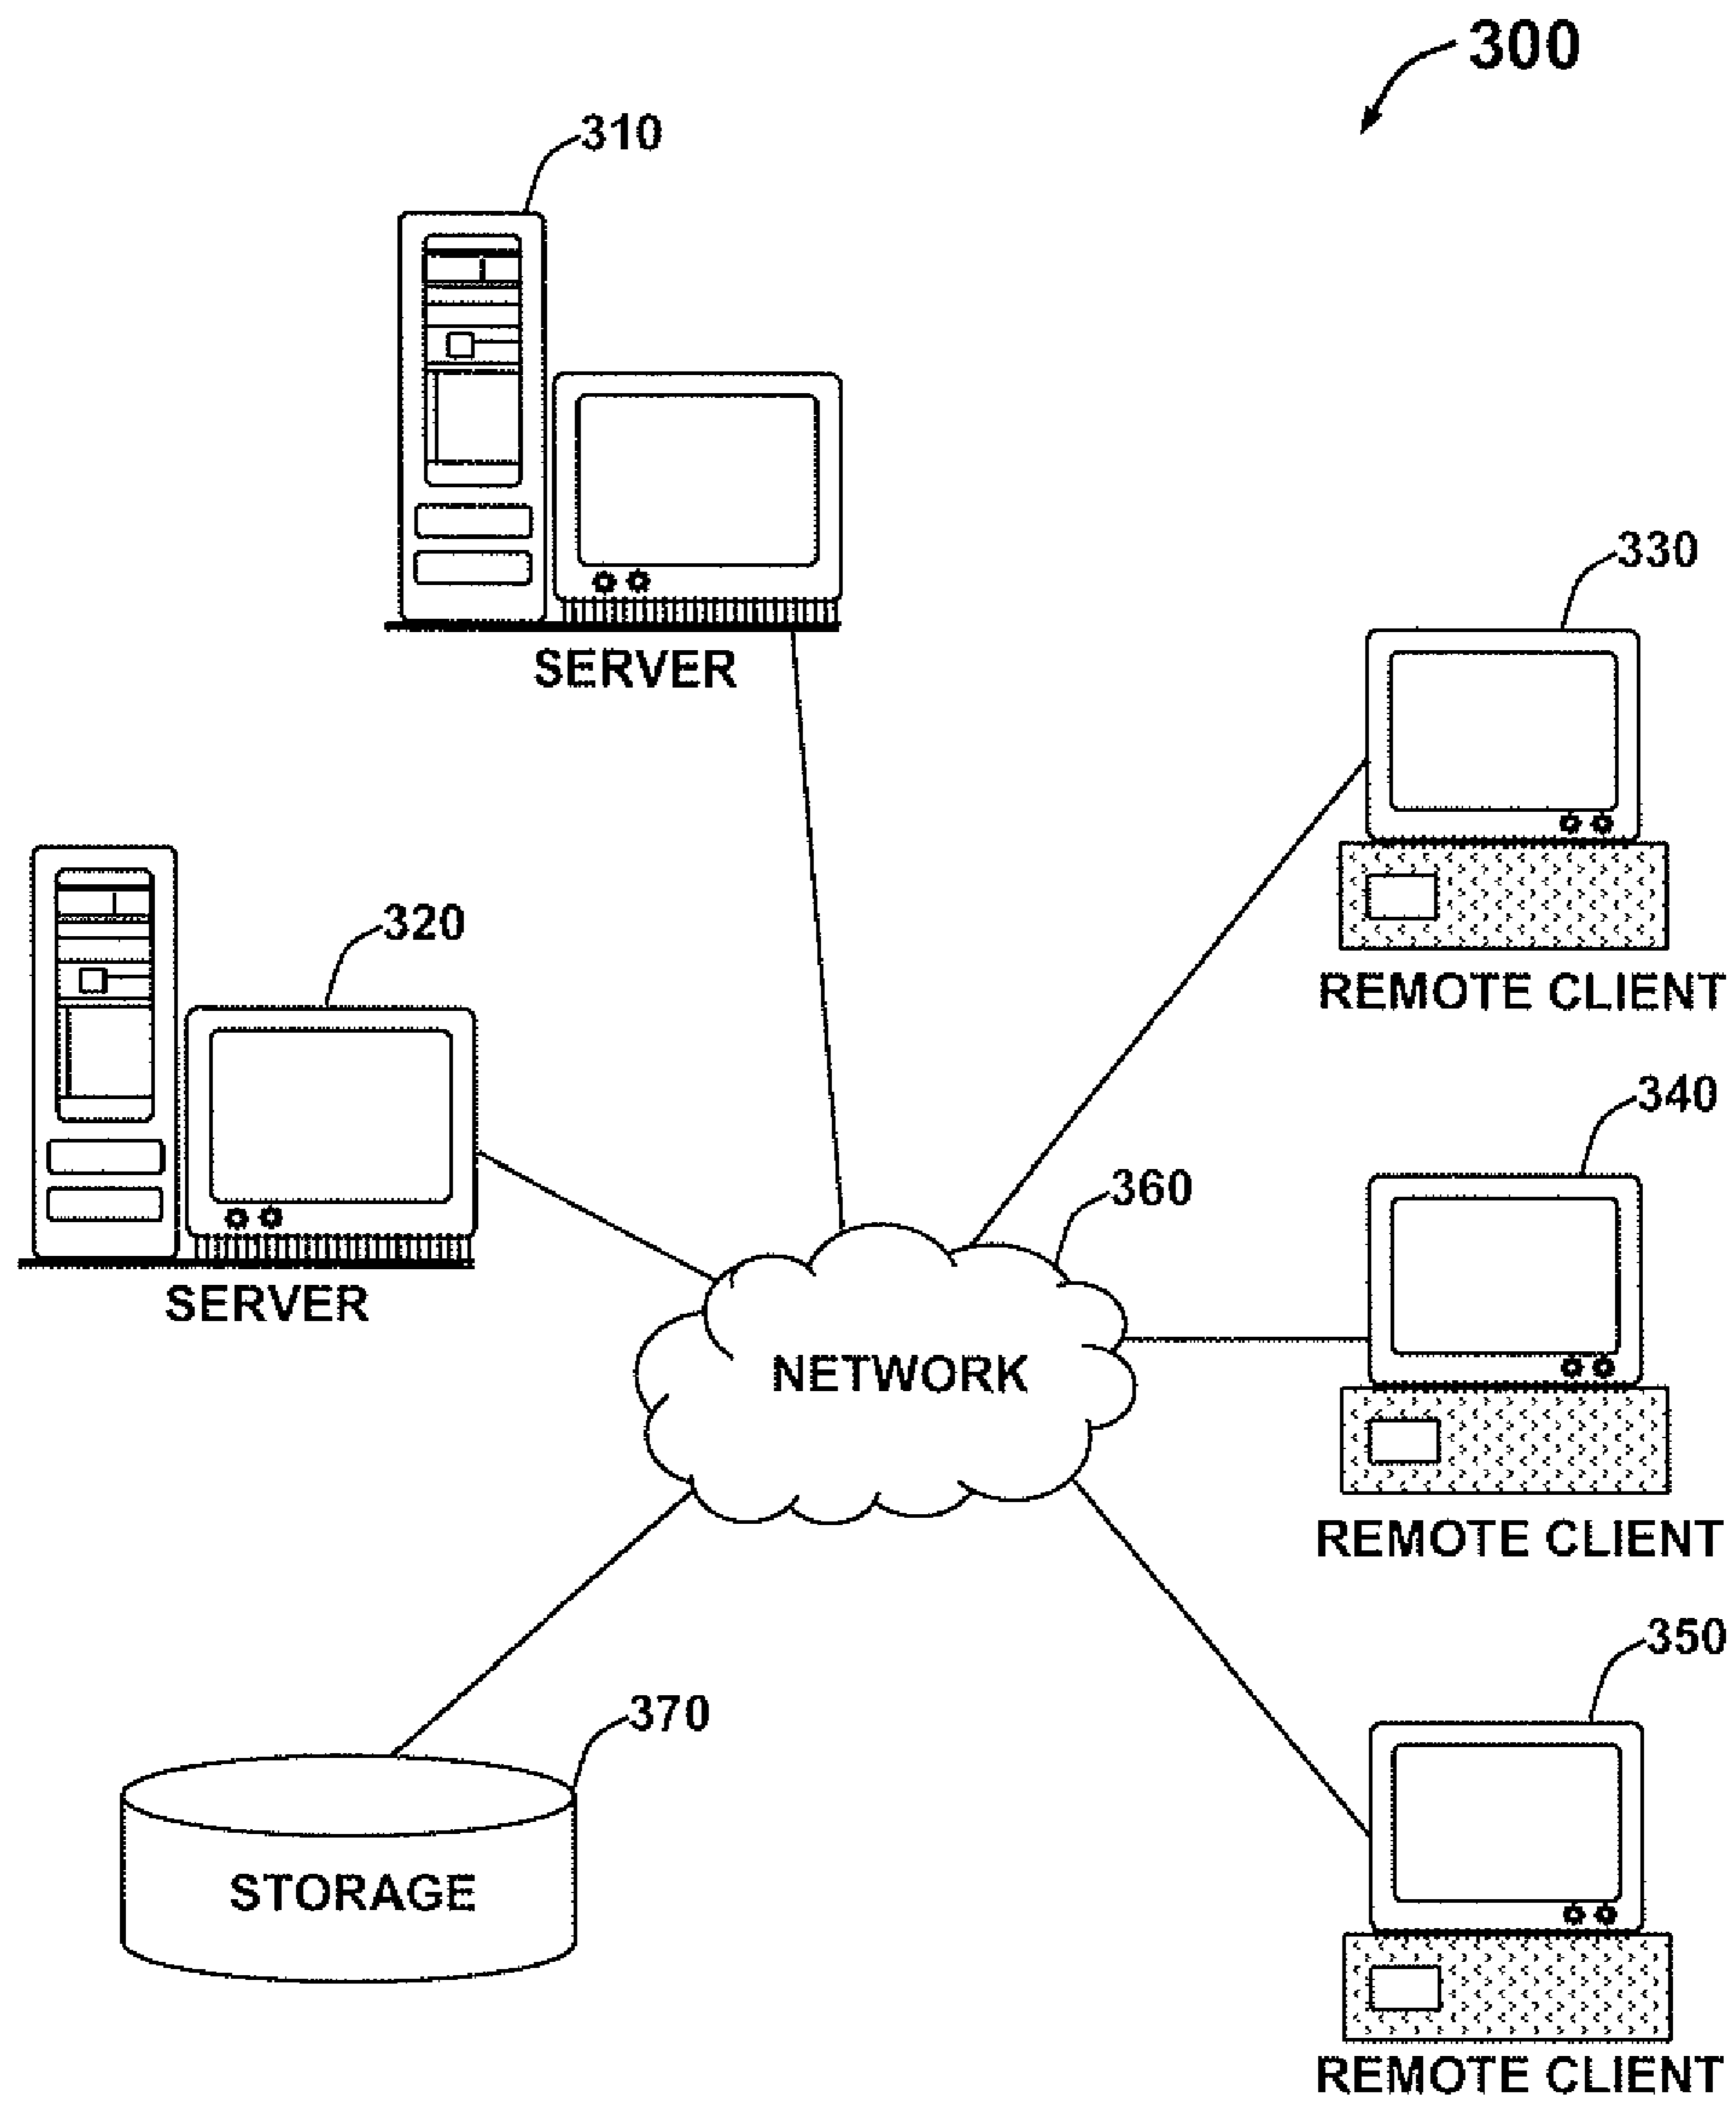 300
310
SERVER
330
REMOTE CLIENT
320
SERVER
340
REMOTE CLIENT
360
NETWORK
350
REMOTE CLIENT
370
STORAGE